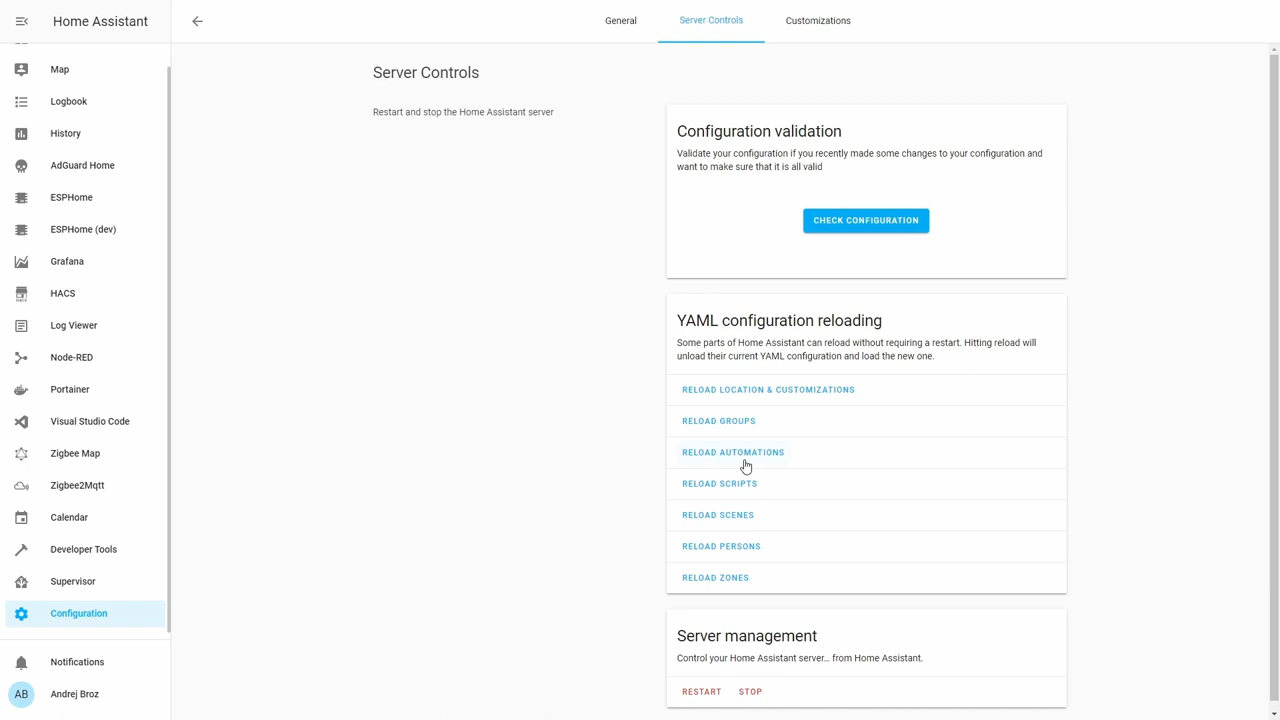 Home Assistant
General
Server Controls
Customizations
Map
Logbook
History
AdGuard Home
ESPHome
ESPHome (dev)
Grafana
HACS
HACS
Log Viewer
Node-RED
Portainer
Visual Studio Code
Zigbee Map
Zigbee2Mqtt
Calendar
Developer Tools
Supervisor
Configuration
Notifications
AB
Andrej Broz
Server Controls
Restart and stop the Home Assistant server
Configuration validation
Validate your configuration if you recently made some changes to your configuration and
want to make sure that it is all valid
CHECK CONFIGURATION
YAML configuration reloading
Some parts of Home Assistant can reload without requiring a restart. Hitting reload will
unload their current YAML configuration and load the new one.
RELOAD LOCATION & CUSTOMIZATIONS
RELOAD GROUPS
RELOAD AUTOMATIONS
RELOAD SCRIPTS
RELOAD SCENES
RELOAD PERSONS
RELOAD ZONES
Server management
Control your Home Assistant server… from Home Assistant.
RESTART
STOP